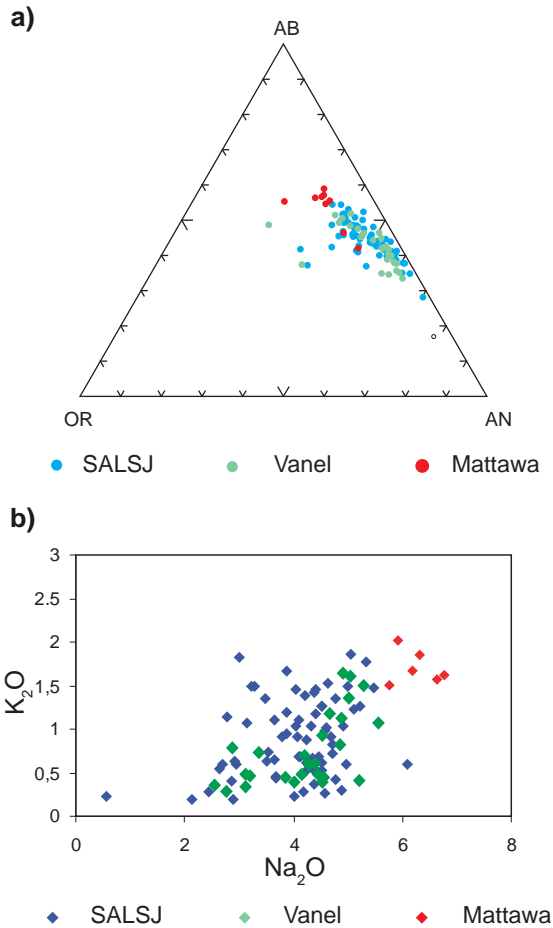 a)
AB
OR
AN
SALSJ Vanel Mattawa
b)
3
2.5
2
1.5
1
0.5
0
K₂O
0 2 4 6 8
Na₂O
SALSJ Vanel Mattawa